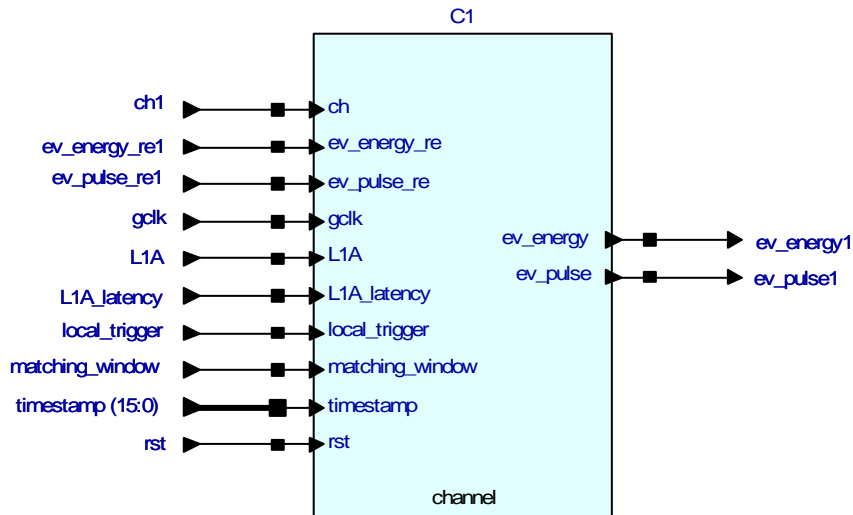 C1
ch1
ch
ev_energy_re1
ev_energy_re
ev_pulse_re1
ev_pulse_re
gclk
gclk
L1A
L1A
L1A_latency
L1A_latency
local_trigger
local_trigger
matching_window
matching_window
timestamp (15:0)
timestamp
rst
rst
ev_energy
ev_energy1
ev_pulse
ev_pulse1
channel